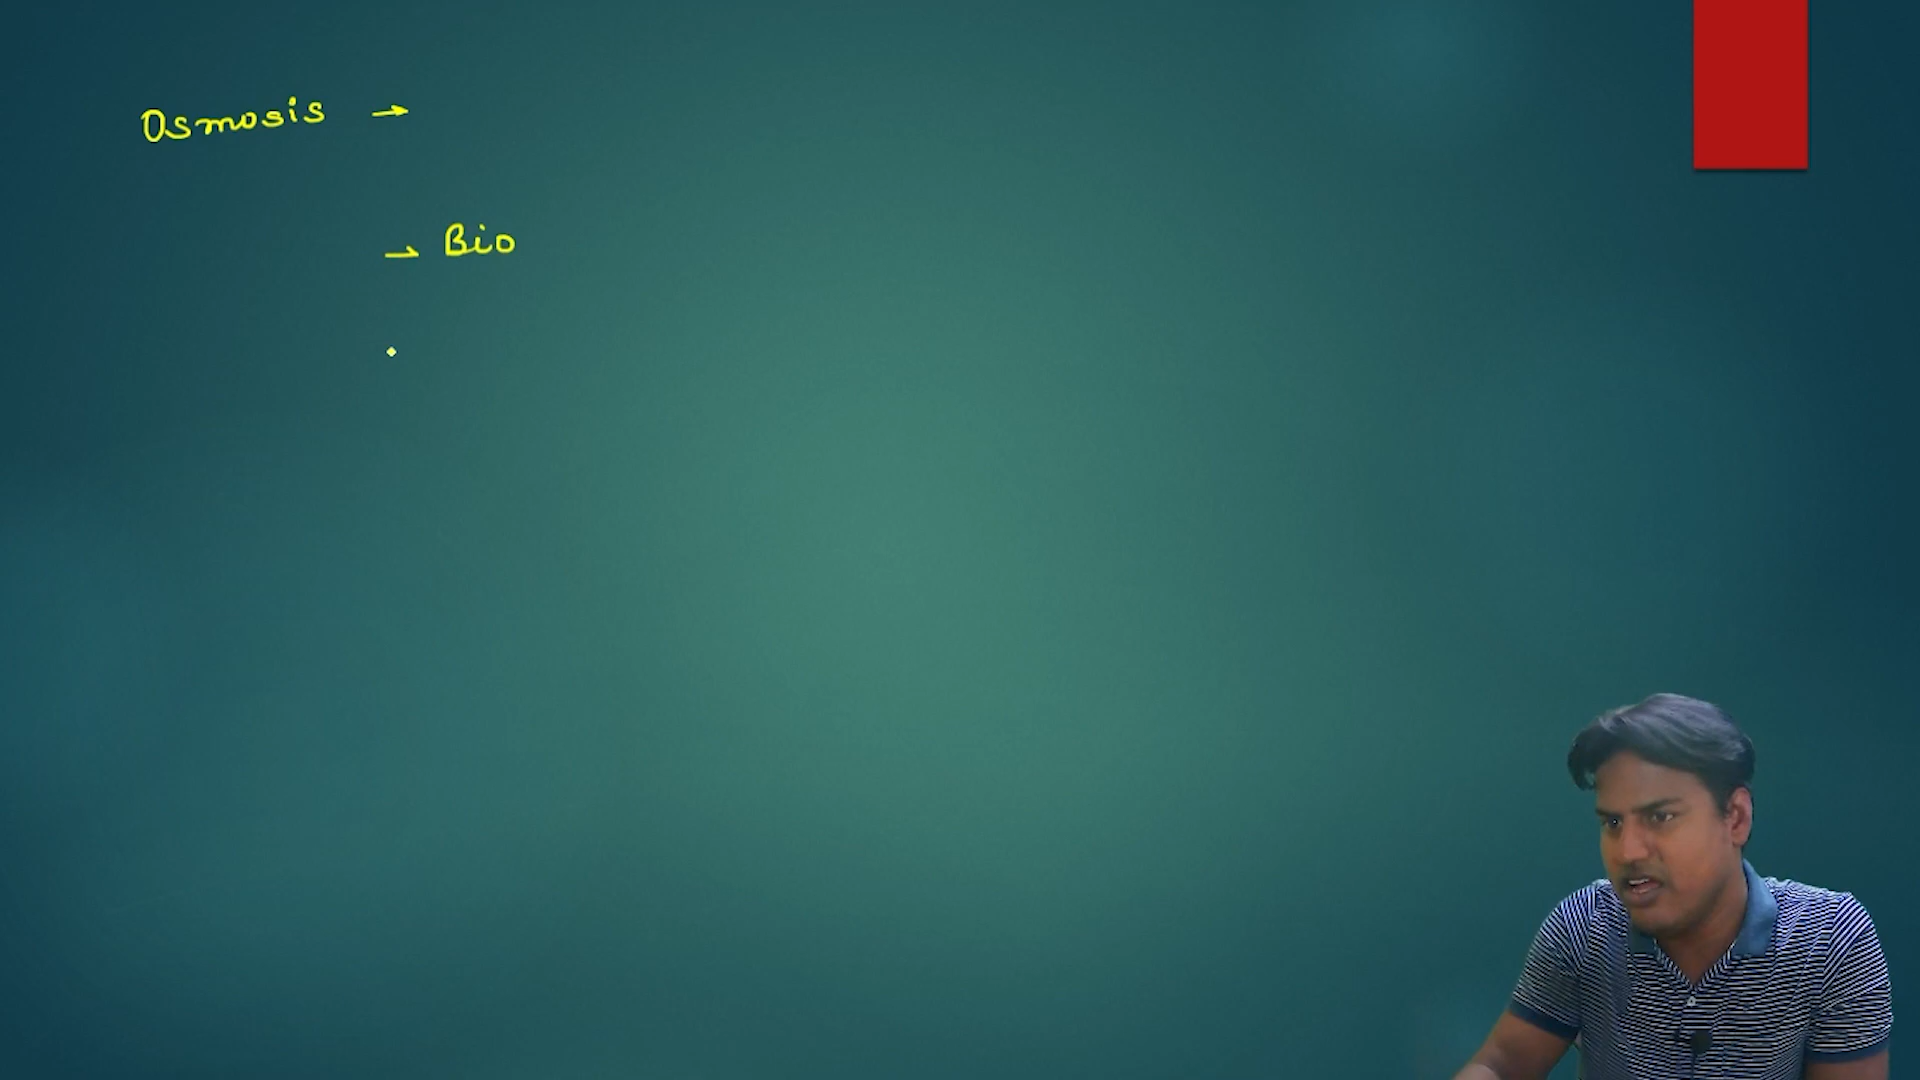 Osmosis →
→ Bio